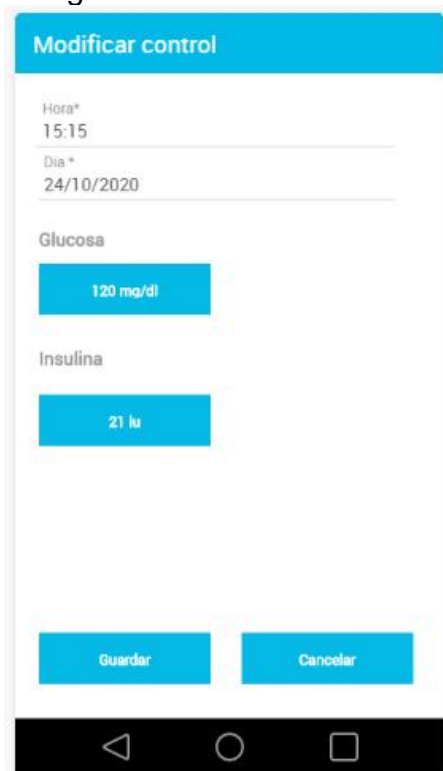 Modificar control
Hora*
15:15
Dia *
24/10/2020
Glucosa
120 mg/dl
Insulina
21 lu
Guardar
Cancelar